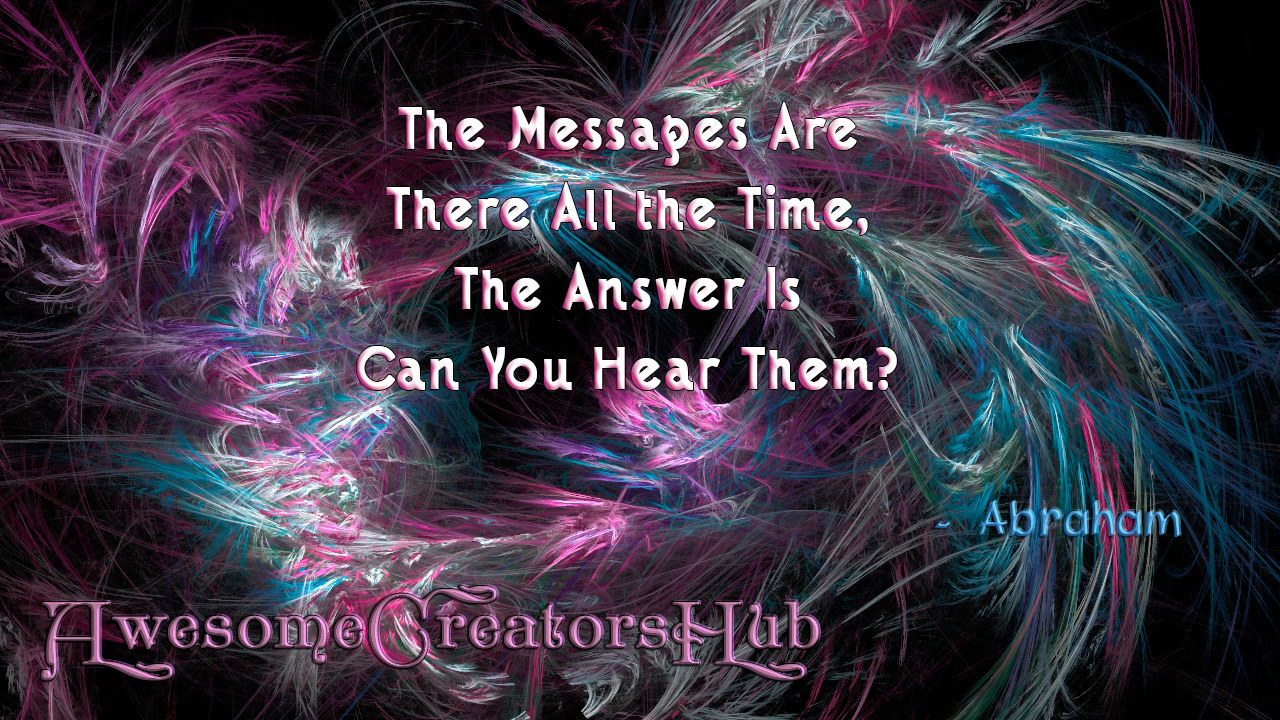 The Messages Are
There All the Time,
The Answer Is
Can You Hear Them?
- Abraham
AwesomeCreatorsHub